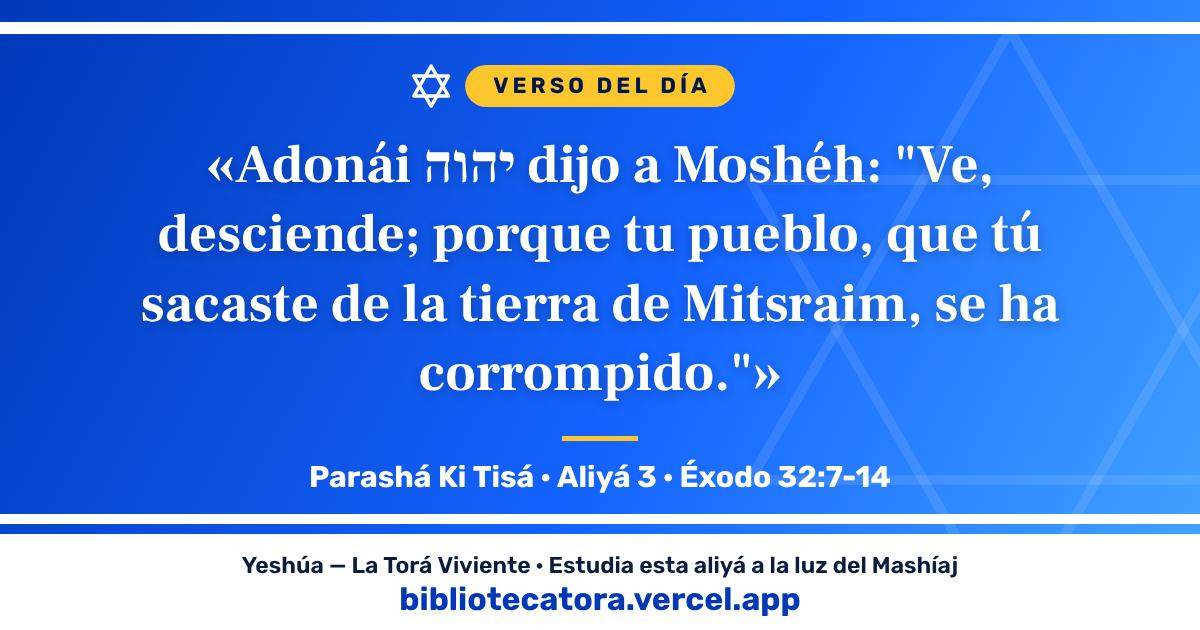 VERSO DEL DÍA
«Adonái יהוה dijo a Moshéh: "Ve,
desciende; porque tu pueblo, que tú
sacaste de la tierra de Mitsraim, se ha
corrompido."»
Parashá Ki Tisá • Aliyá 3 • Éxodo 32:7-14
Yeshúa — La Torá Viviente • Estudia esta aliyá a la luz del Mashíaj
bibliotecatora.vercel.app